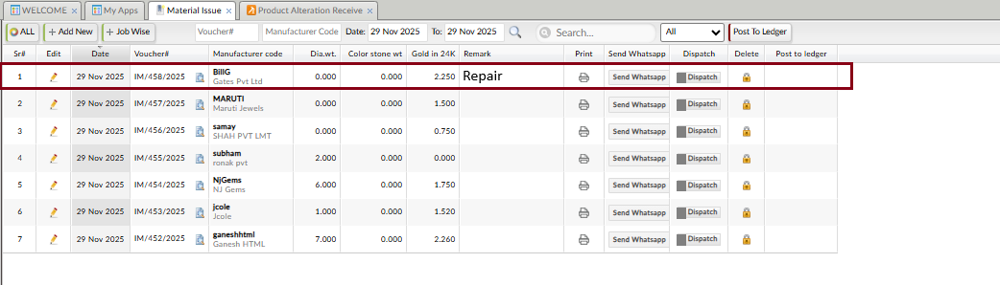 WELCOME × My Apps Material Issue × Product Alteration Receive ×
ALL + Add New + Job Wise Voucher# Manufacturer Code Date: 29 Nov 2025 To: 29 Nov 2025 Search... All Post To Ledger
Sr# Edit Date Voucher# Manufacturer code Dia.wt. Color stone wt Gold in 24K Remark Print Send Whatsapp Dispatch Delete Post to ledger
1 29 Nov 2025 IM/458/2025 BillG 0.000 0.000 2.250 Repair Send Whatsapp Dispatch
Gates Pvt Ltd
2 29 Nov 2025 IM/457/2025 MARUTI 0.000 0.000 1.500 Send Whatsapp Dispatch
Maruti Jewels
3 29 Nov 2025 IM/456/2025 samay 0.000 0.000 0.750 Send Whatsapp Dispatch
SHAH PVT LMT
4 29 Nov 2025 IM/455/2025 subham 2.000 0.000 0.000 Send Whatsapp Dispatch
ronak pvt
5 29 Nov 2025 IM/454/2025 NjGems 6.000 0.000 1.750 Send Whatsapp Dispatch
NJ Gems
6 29 Nov 2025 IM/453/2025 jcole 1.000 0.000 1.520 Send Whatsapp Dispatch
Jcole
7 29 Nov 2025 IM/452/2025 ganeshhtml 7.000 0.000 2.260 Send Whatsapp Dispatch
Ganesh HTML